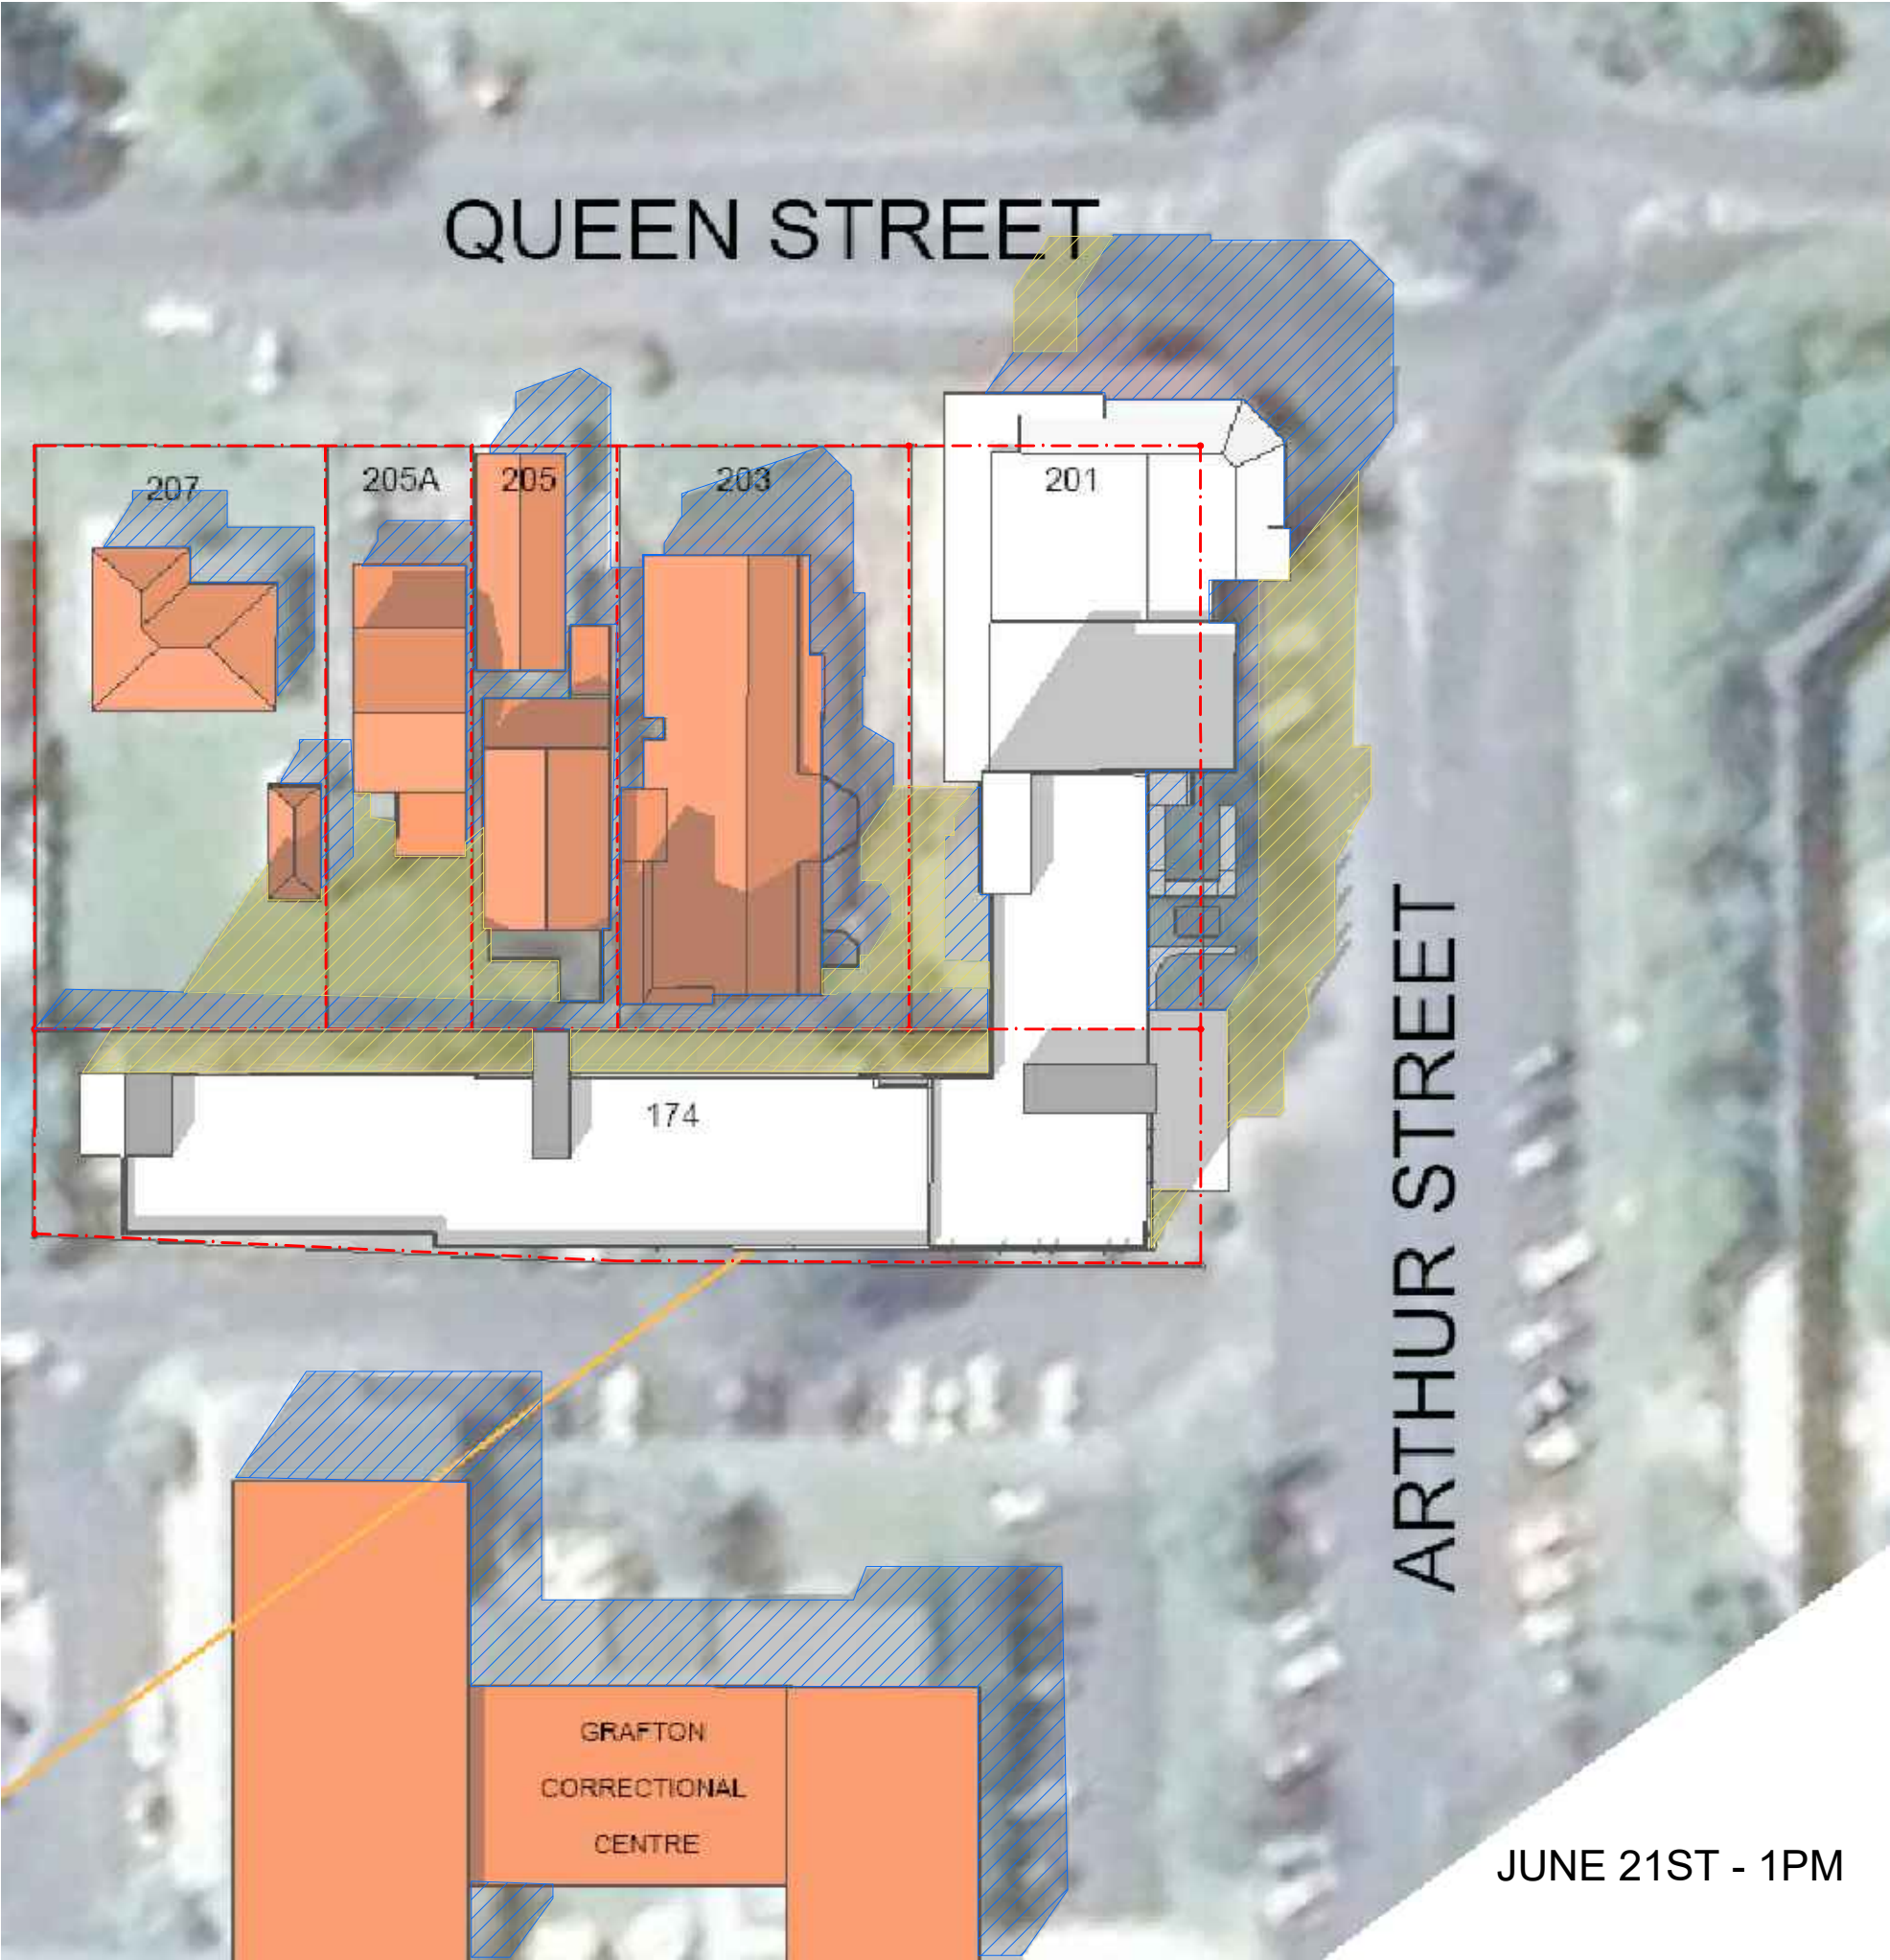 QUEEN STREET
207
205A
205
203
201
174
ARTHUR STREET
GRAFTON
CORRECTIONAL
CENTRE
JUNE 21ST - 1PM